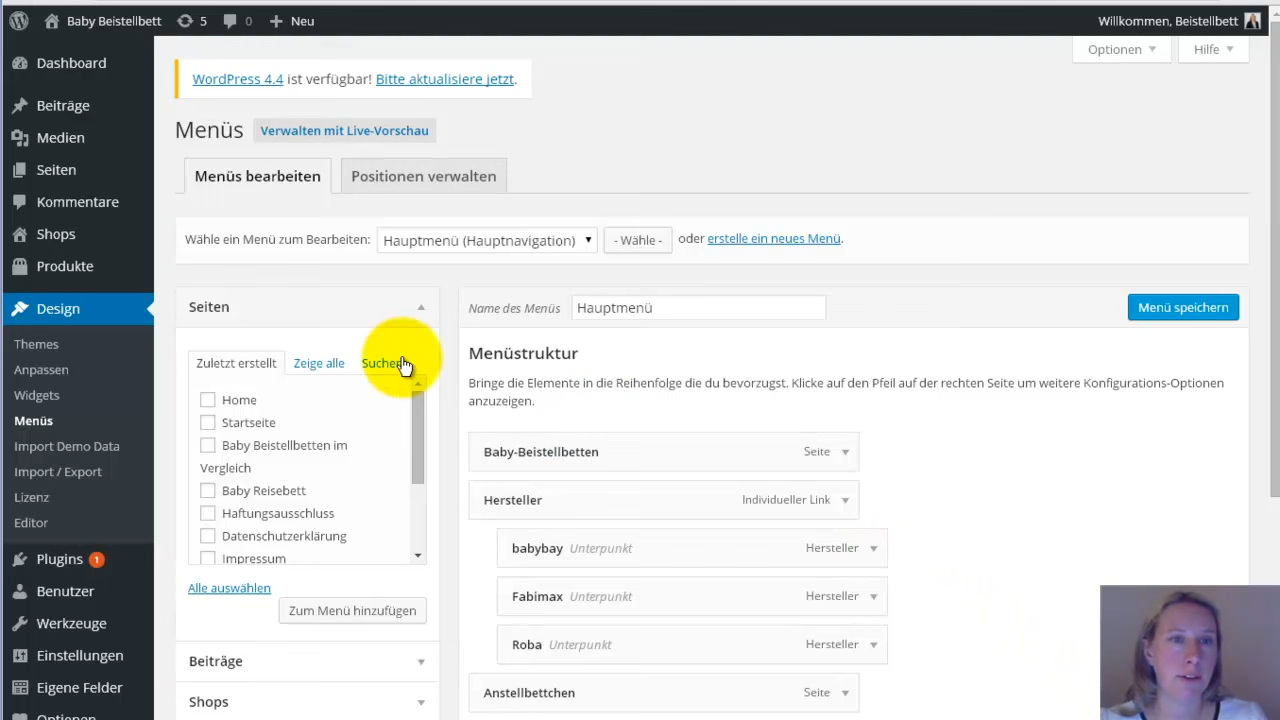 Baby Beistellbett 5 0 Neu Willkommen, Beistellbett
Optionen Hilfe
Dashboard
Beiträge
Medien
Seiten
Kommentare
Shops
Produkte
Design
Themes
Anpassen
Widgets
Menüs
Import Demo Data
Import / Export
Lizenz
Editor
Plugins 1
Benutzer
Werkzeuge
Einstellungen
Eigene Felder
Optionen
WordPress 4.4 ist verfügbar! Bitte aktualisiere jetzt.
Menüs Verwalten mit Live-Vorschau
Menüs bearbeiten Positionen verwalten
Wähle ein Menü zum Bearbeiten: Hauptmenü (Hauptnavigation) - Wähle - oder erstelle ein neues Menü.
Seiten
Zuletzt erstellt Zeige alle Suchen
Home
Startseite
Baby Beistellbetten im
Vergleich
Baby Reisebett
Haftungsausschluss
Datenschutzerklärung
Impressum
Alle auswählen
Zum Menü hinzufügen
Beiträge
Shops
Name des Menüs Hauptmenü Menü speichern
Menüstruktur
Bringe die Elemente in die Reihenfolge die du bevorzugst. Klicke auf den Pfeil auf der rechten Seite um weitere Konfigurations-Optionen
anzuzeigen.
Baby-Beistellbetten Seite
Hersteller Individueller Link
babybay Unterpunkt Hersteller
Fabimax Unterpunkt Hersteller
Roba Unterpunkt Hersteller
Anstellbettchen Seite